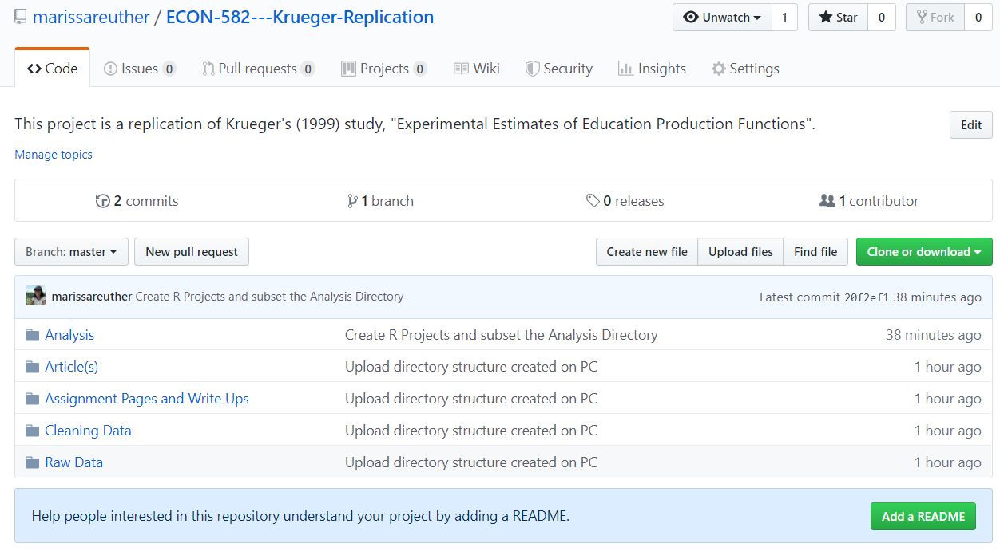 marissareuther / ECON-582---Krueger-Replication
Unwatch 1 Star 0 Fork 0
Code Issues 0 Pull requests 0 Projects 0 Wiki Security Insights Settings
This project is a replication of Krueger's (1999) study, "Experimental Estimates of Education Production Functions".
Edit
Manage topics
2 commits 1 branch 0 releases 1 contributor
Branch: master New pull request Create new file Upload files Find file Clone or download
marissareuther Create R Projects and subset the Analysis Directory Latest commit 20f2ef1 38 minutes ago
Analysis Create R Projects and subset the Analysis Directory 38 minutes ago
Article(s) Upload directory structure created on PC 1 hour ago
Assignment Pages and Write Ups Upload directory structure created on PC 1 hour ago
Cleaning Data Upload directory structure created on PC 1 hour ago
Raw Data Upload directory structure created on PC 1 hour ago
Help people interested in this repository understand your project by adding a README. Add a README